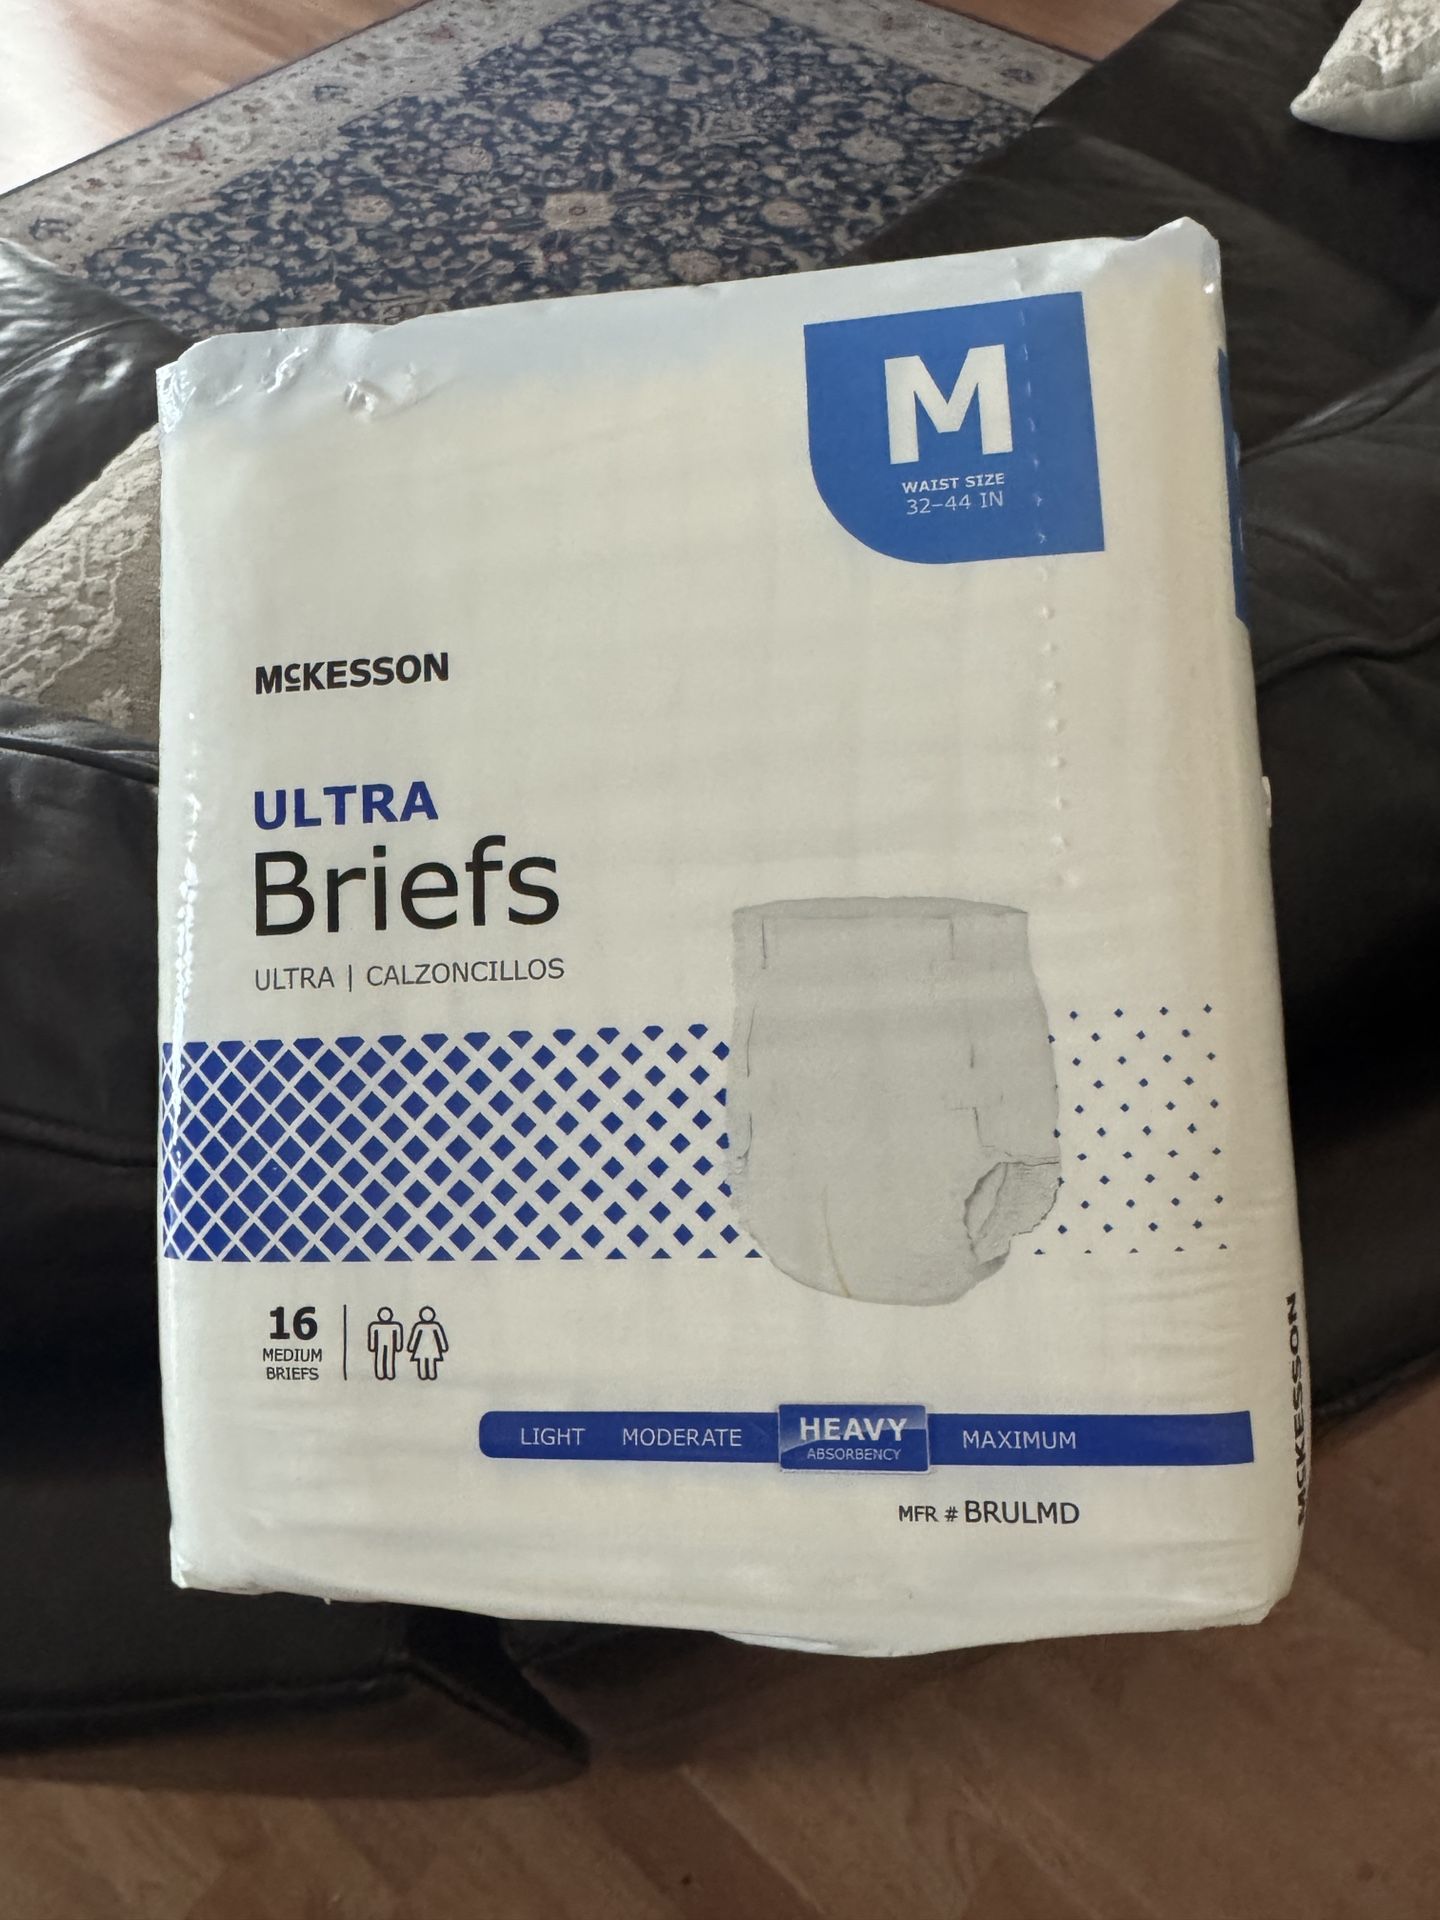 M
WAIST SIZE
32–44 IN
McKESSON
ULTRA
Briefs
ULTRA | CALZONCILLOS
16
MEDIUM
BRIEFS
LIGHT MODERATE HEAVY MAXIMUM
ABSORBENCY
MFR # BRULMD
McKESSON